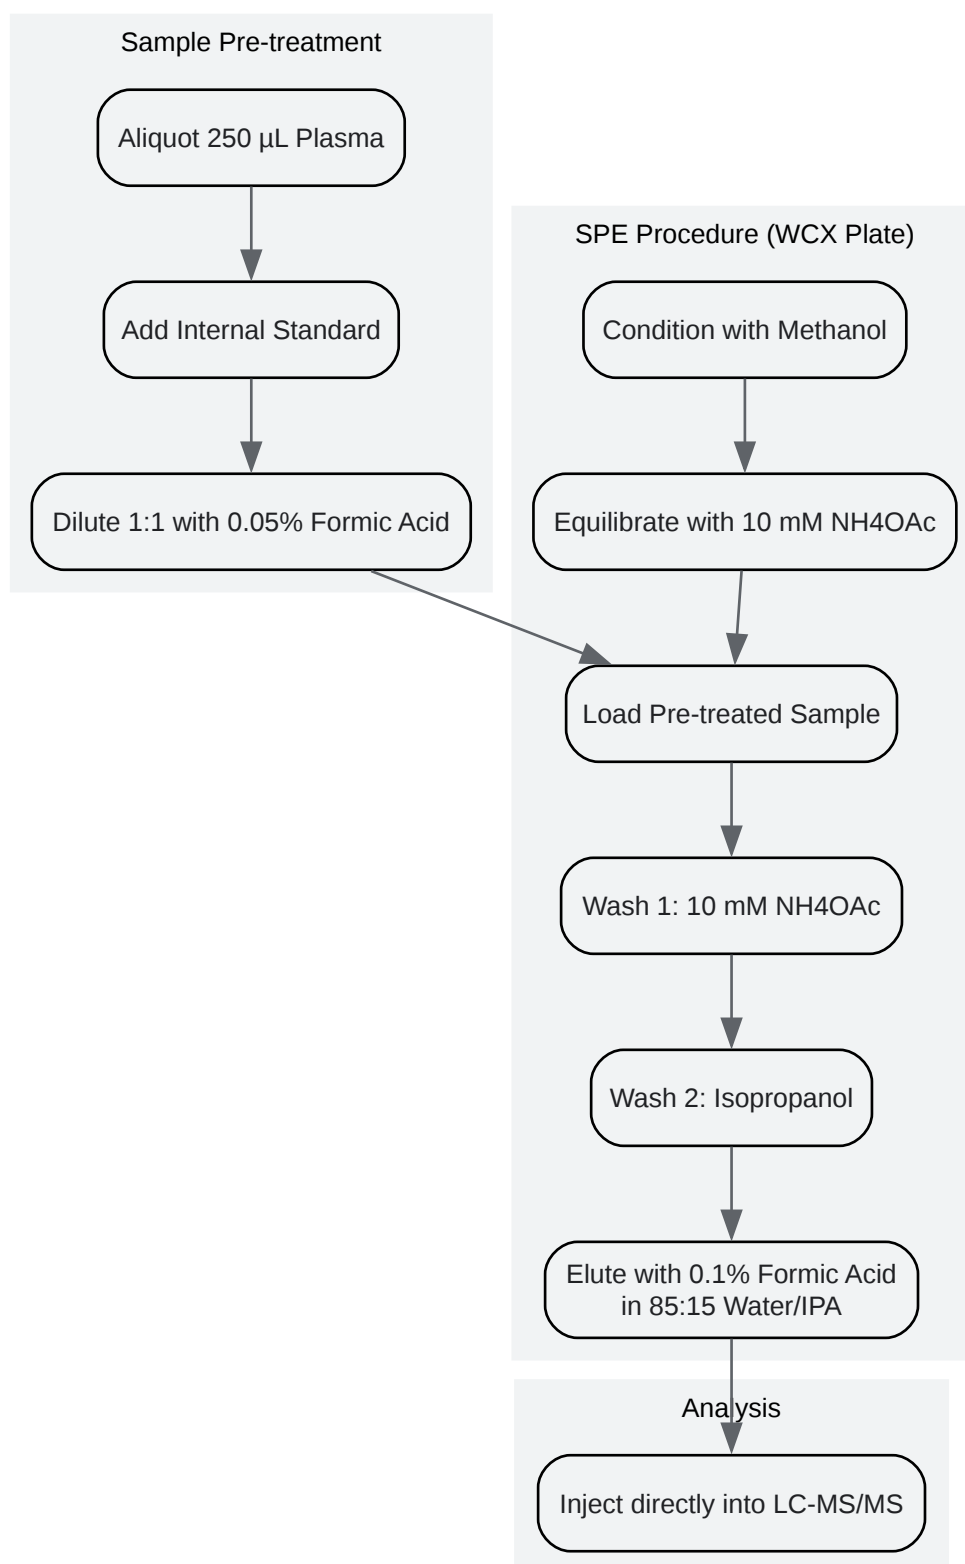 Sample Pre-treatment
Aliquot 250 µL Plasma
Add Internal Standard
Dilute 1:1 with 0.05% Formic Acid
SPE Procedure (WCX Plate)
Condition with Methanol
Equilibrate with 10 mM NH4OAc
Load Pre-treated Sample
Wash 1: 10 mM NH4OAc
Wash 2: Isopropanol
Elute with 0.1% Formic Acid
in 85:15 Water/IPA
Analysis
Inject directly into LC-MS/MS